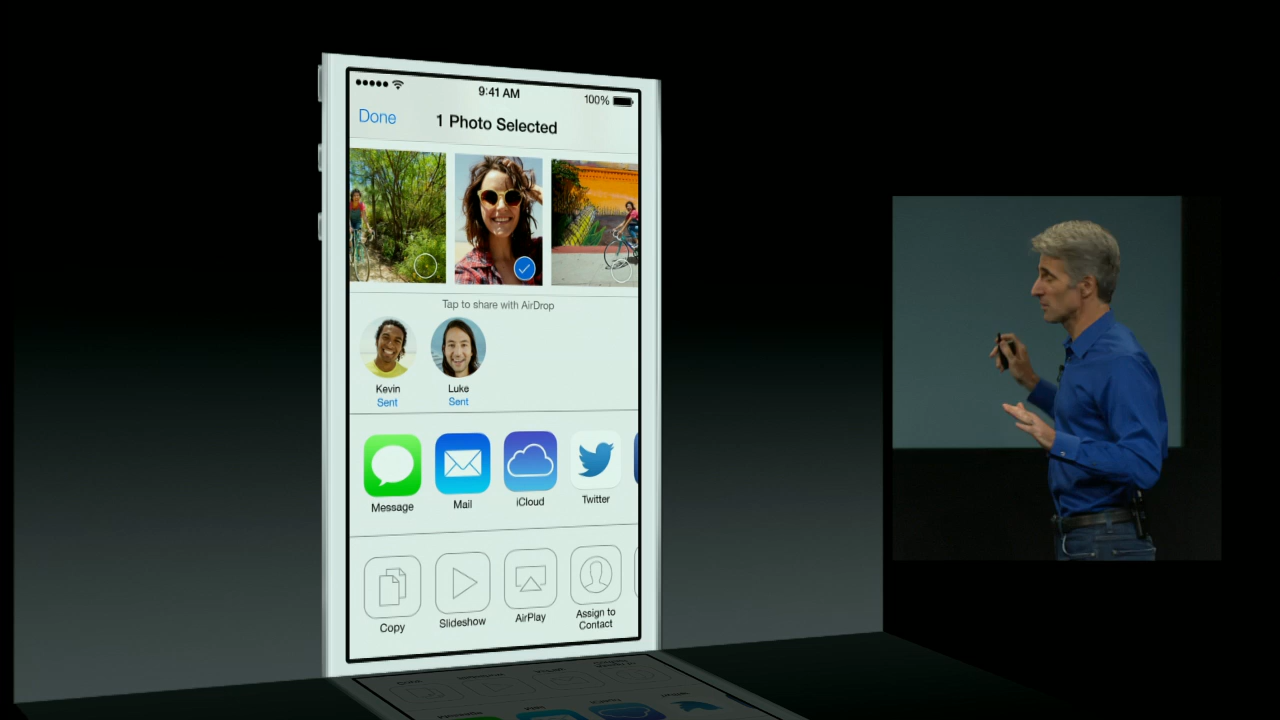 9:41 AM
100%
Done
1 Photo Selected
Tap to share with AirDrop
Kevin
Luke
Sent
Sent
Message
Mail
iCloud
Twitter
Copy
Slideshow
AirPlay
Assign to
Contact